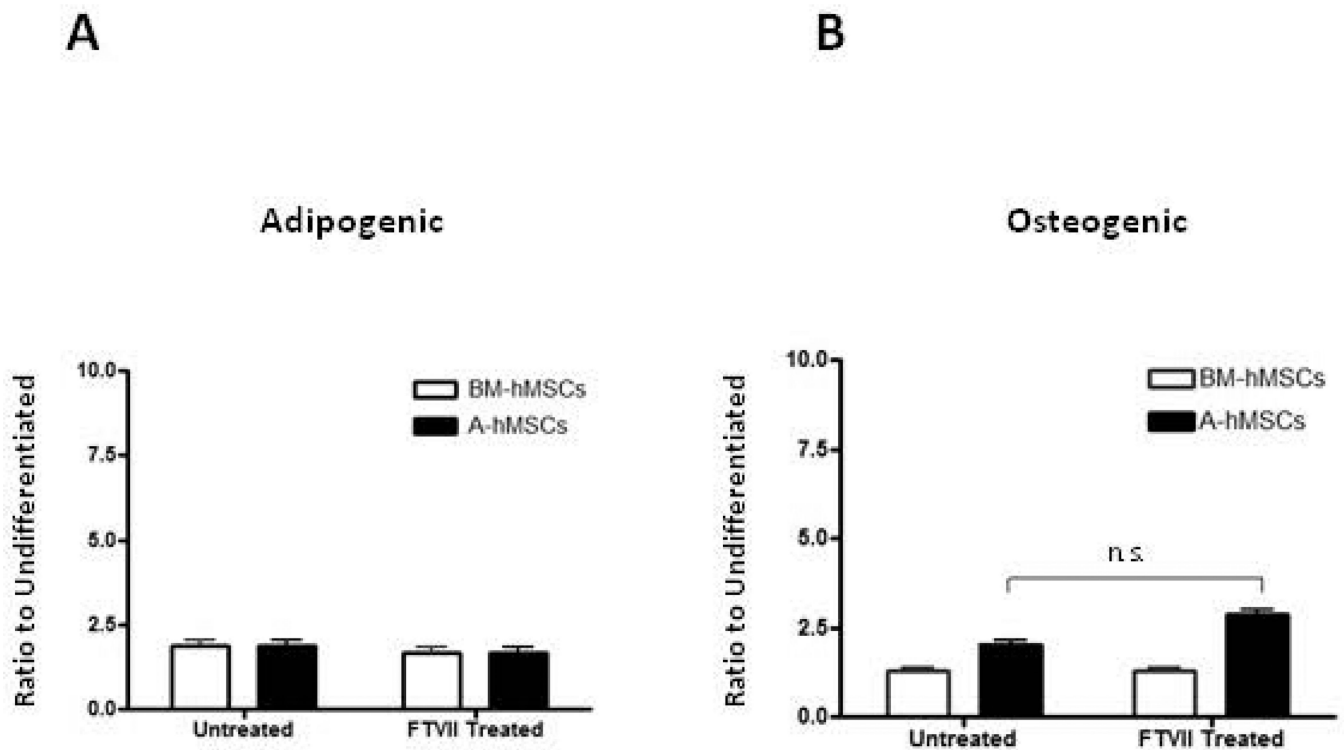 A
Adipogenic
Ratio to Undifferentiated
10.0
7.5
5.0
2.5
0.0
BM-hMSCs
A-hMSCs
Untreated
FTVII Treated
B
Osteogenic
Ratio to Undifferentiated
10.0
7.5
5.0
2.5
0.0
BM-hMSCs
A-hMSCs
n.s.
Untreated
FTVII Treated